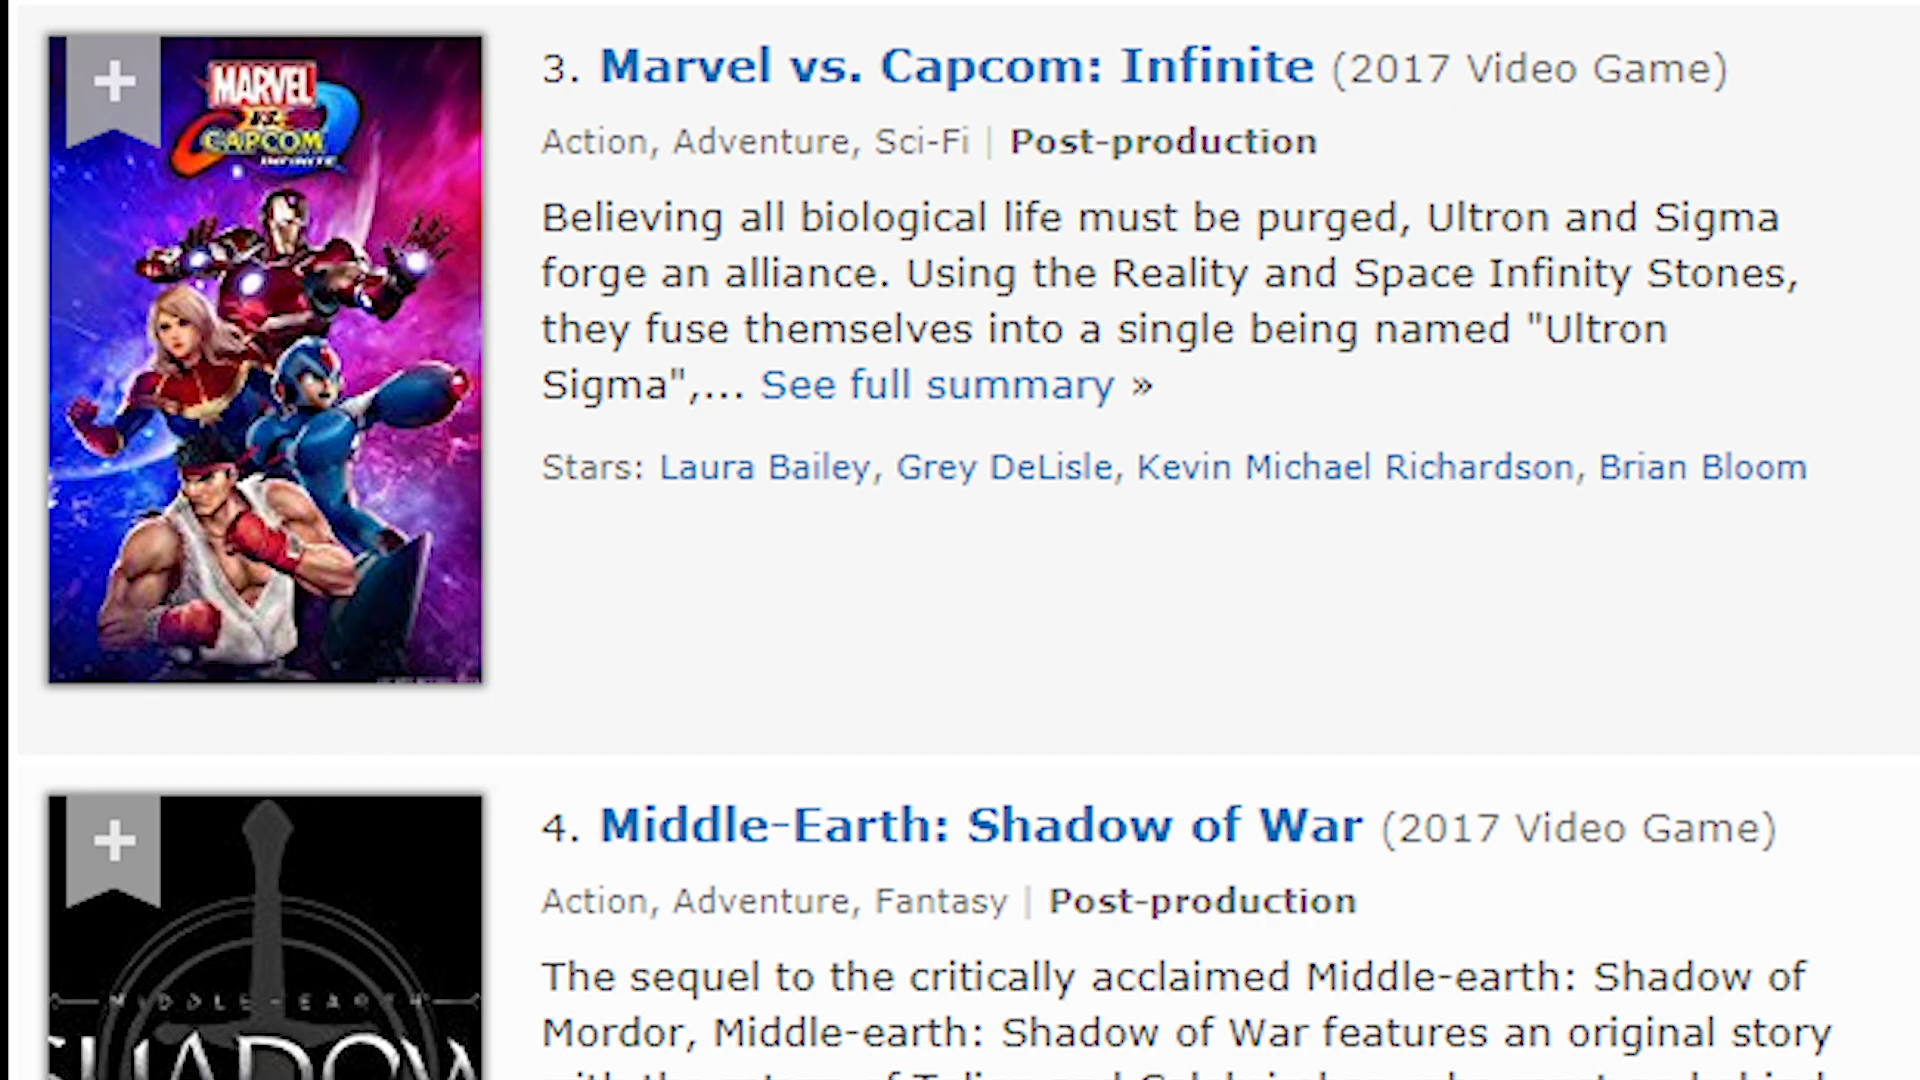 MARVEL
VS.
CAPCOM
INFINITE
3. Marvel vs. Capcom: Infinite (2017 Video Game)
Action, Adventure, Sci-Fi | Post-production
Believing all biological life must be purged, Ultron and Sigma
forge an alliance. Using the Reality and Space Infinity Stones,
they fuse themselves into a single being named "Ultron
Sigma",... See full summary »
Stars: Laura Bailey, Grey DeLisle, Kevin Michael Richardson, Brian Bloom
MIDDLE-EARTH
SHADOW
4. Middle-Earth: Shadow of War (2017 Video Game)
Action, Adventure, Fantasy | Post-production
The sequel to the critically acclaimed Middle-earth: Shadow of
Mordor, Middle-earth: Shadow of War features an original story